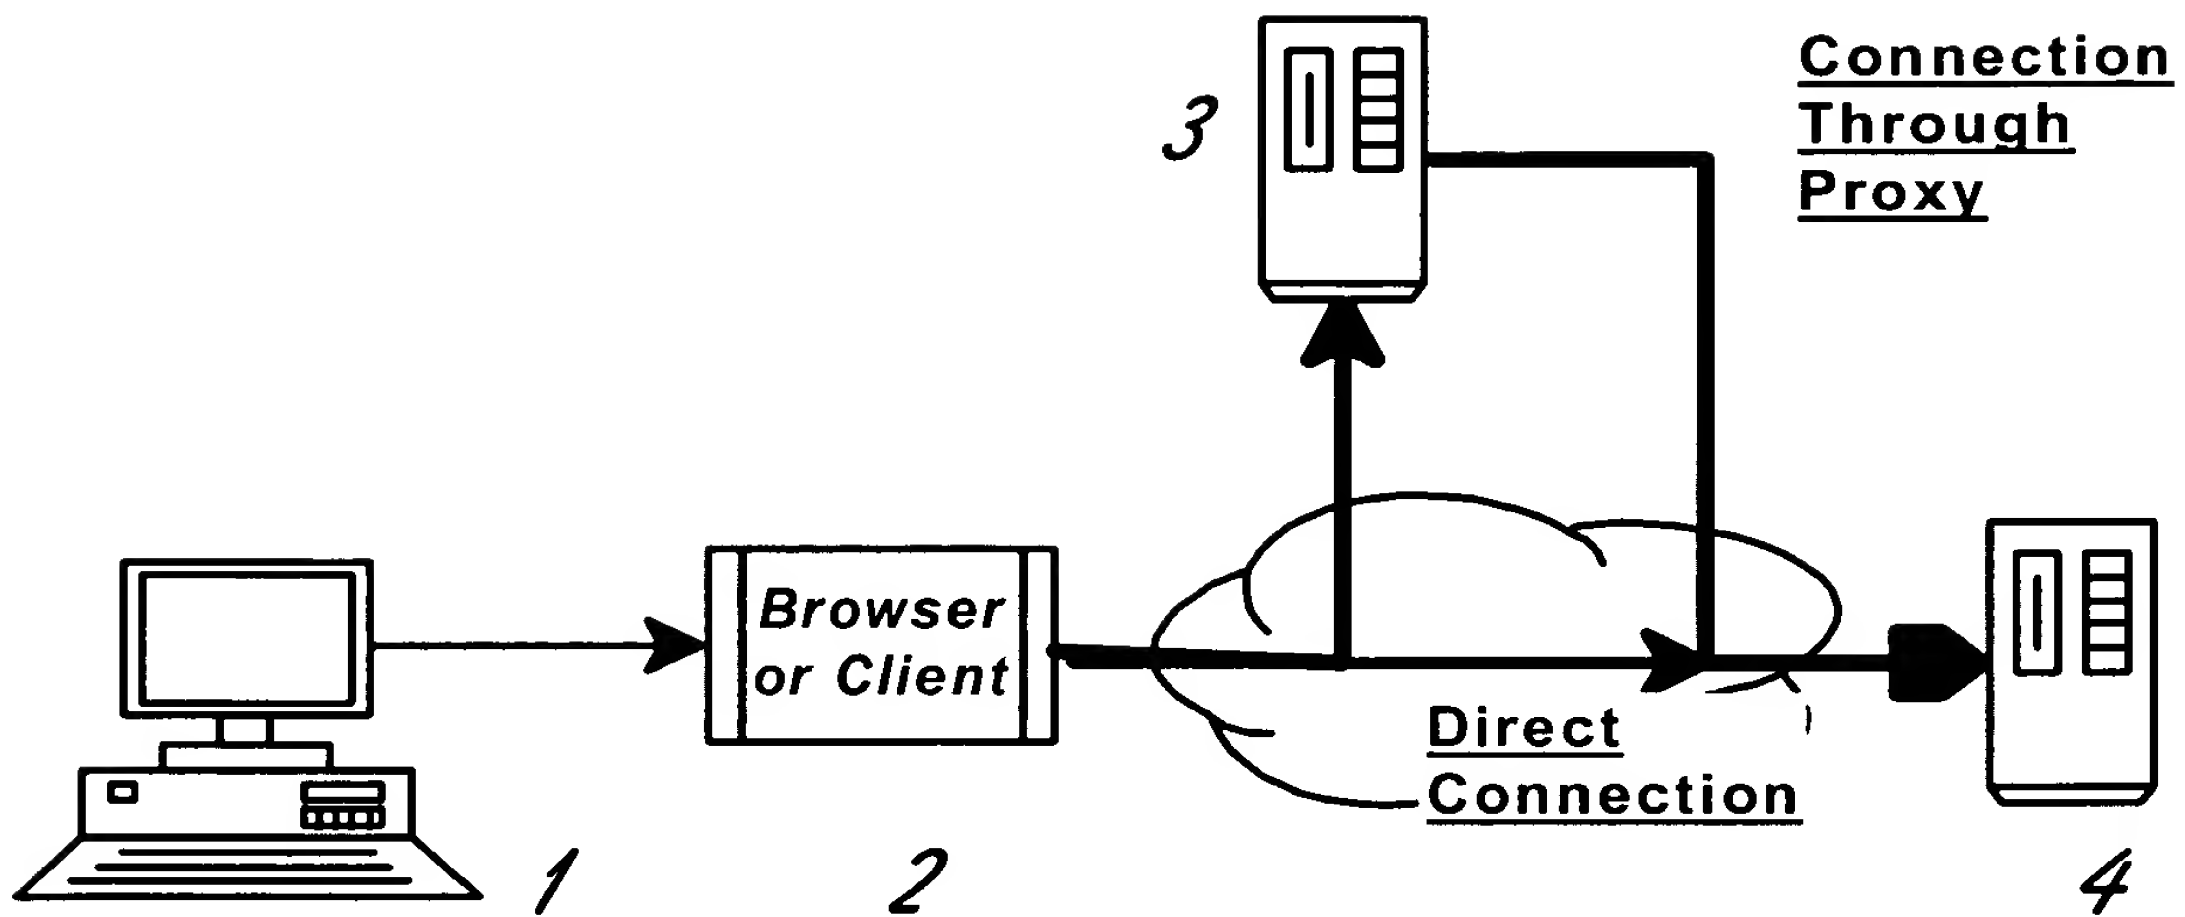 Connection
Through
Proxy
3
Browser
or Client
Direct
Connection
1
2
4